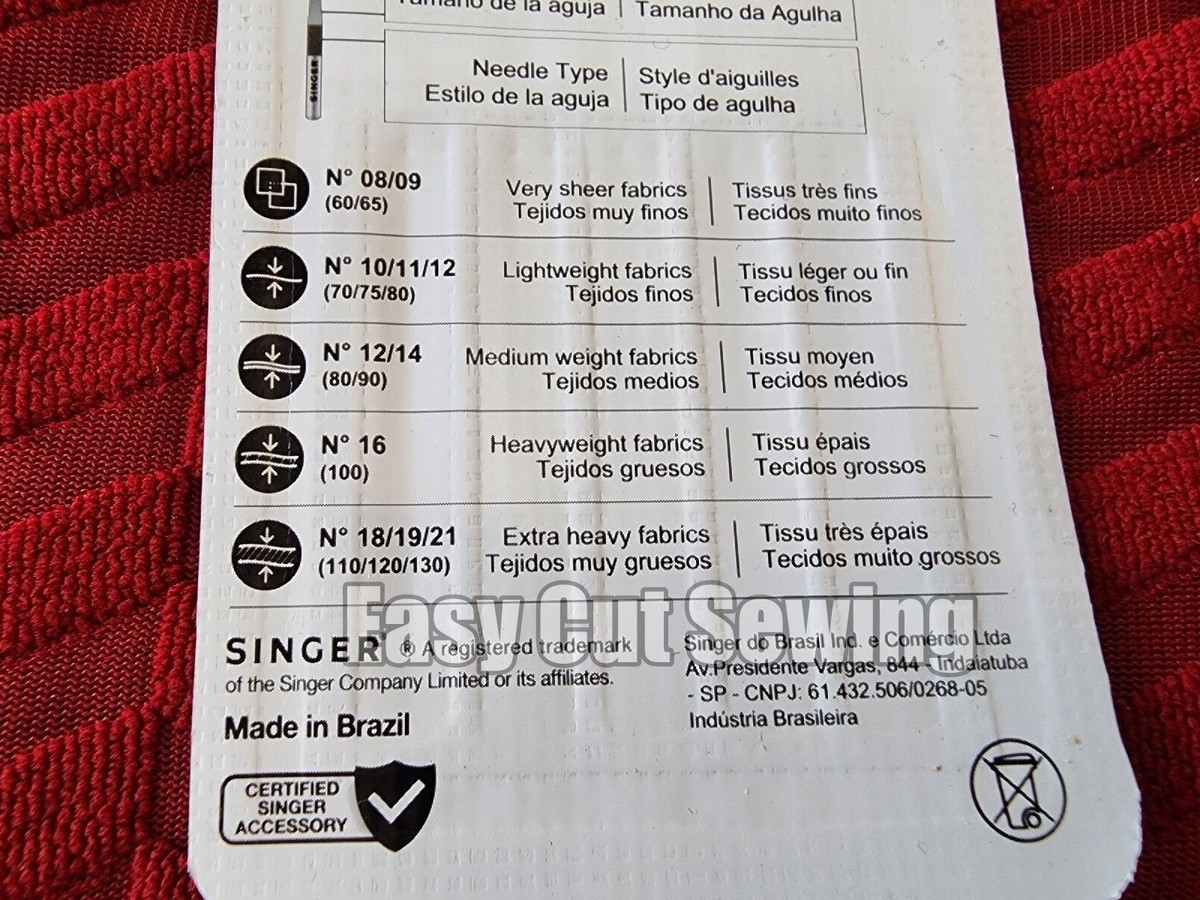 Tamaño de la aguja | Tamanho da Agulha
SINGER
Needle Type | Style d'aiguilles
Estilo de la aguja | Tipo de agulha
N° 08/09
(60/65)
Very sheer fabrics | Tissus très fins
Tejidos muy finos | Tecidos muito finos
N° 10/11/12
(70/75/80)
Lightweight fabrics | Tissu léger ou fin
Tejidos finos | Tecidos finos
N° 12/14
(80/90)
Medium weight fabrics | Tissu moyen
Tejidos medios | Tecidos médios
N° 16
(100)
Heavyweight fabrics | Tissu épais
Tejidos gruesos | Tecidos grossos
N° 18/19/21
(110/120/130)
Extra heavy fabrics | Tissu très épais
Tejidos muy gruesos | Tecidos muito grossos
Easy Cut Sewing
SINGER® ® A registered trademark
of the Singer Company Limited or its affiliates.
Made in Brazil
Singer do Brasil Ind. e Comércio Ltda
Av.Presidente Vargas, 844 - Indaiatuba
- SP - CNPJ: 61.432.506/0268-05
Indústria Brasileira
CERTIFIED
SINGER
ACCESSORY